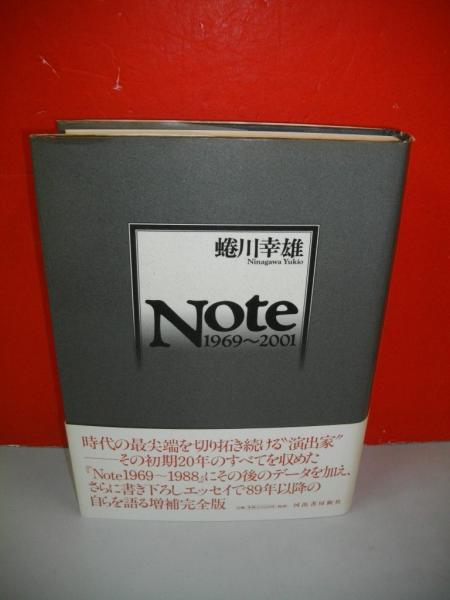 蜷川幸雄
Ninagawa Yukio
Note
1969〜2001
時代の最尖端を切り拓き続ける“演出家”
――その初期20年のすべてを収めた
『Note1969〜1988』にその後のデータを加え、
さらに書き下ろしエッセイで89年以降の
自らを語る増補完全版
河出書房新社